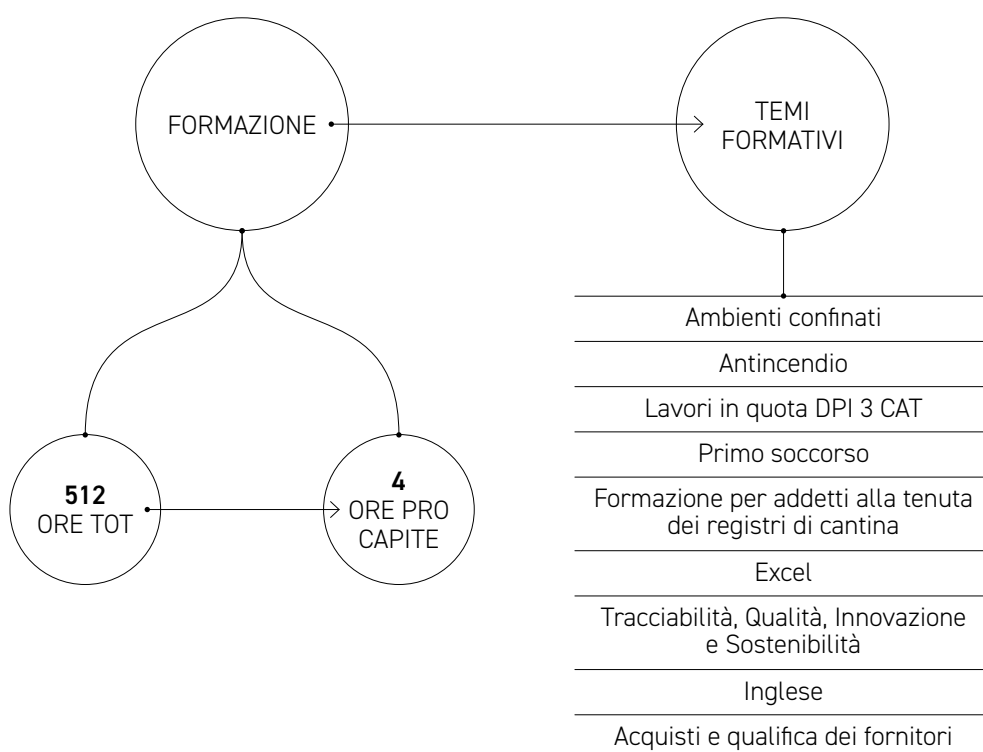 FORMAZIONE
TEMI
FORMATIVI
512
ORE TOT
4
ORE PRO
CAPITE
Ambienti confinati
Antincendio
Lavori in quota DPI 3 CAT
Primo soccorso
Formazione per addetti alla tenuta
dei registri di cantina
Excel
Tracciabilità, Qualità, Innovazione
e Sostenibilità
Inglese
Acquisti e qualifica dei fornitori